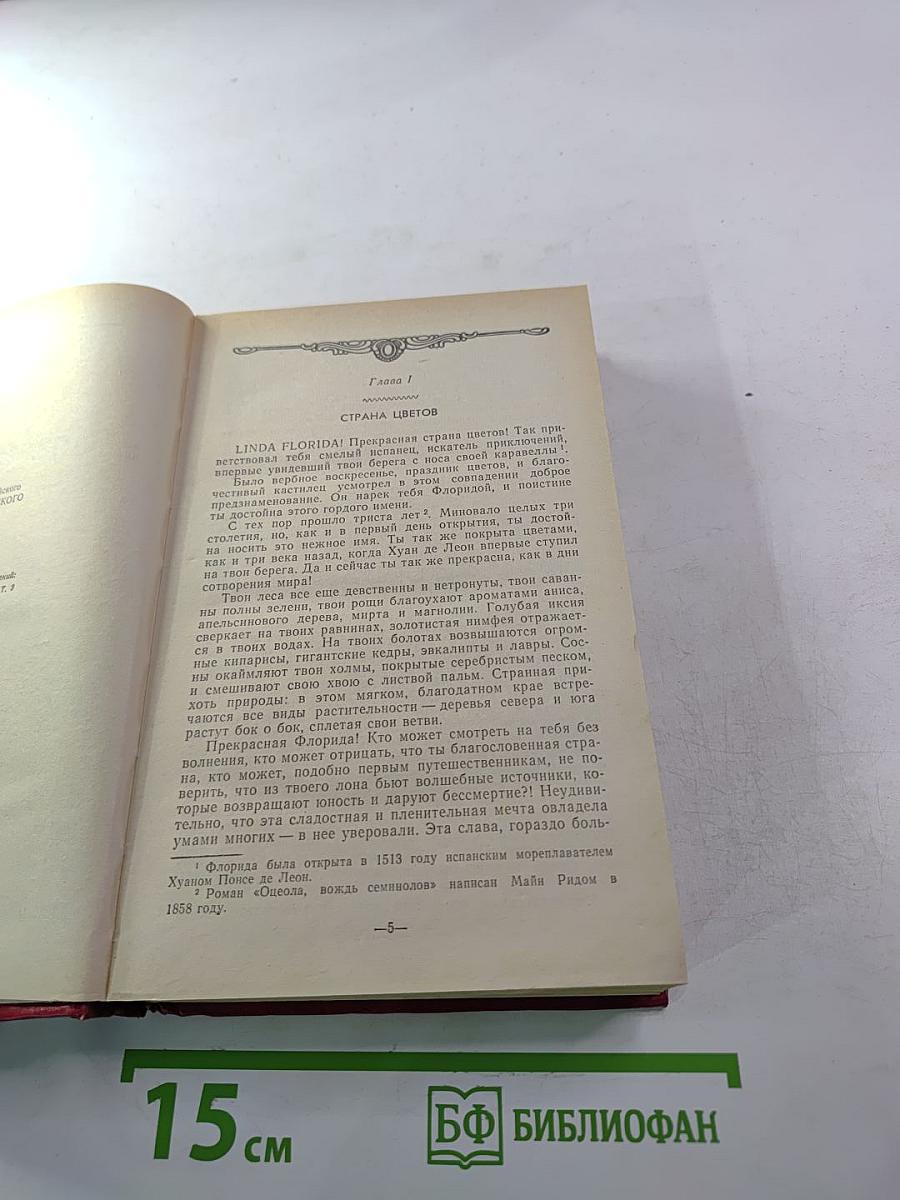 йского
СКОГО
ний:
т. 3
Глава I
СТРАНА ЦВЕТОВ
LINDA FLORIDA! Прекрасная страна цветов! Так при-
ветствовал тебя смелый испанец, искатель приключений,
впервые увидевший твои берега с носа своей каравеллы¹.
Было вербное воскресенье, праздник цветов, и благо-
честивый кастилец усмотрел в этом совпадении доброе
предзнаменование. Он нарек тебя Флоридой, и поистине
ты достойна этого гордого имени.
С тех пор прошло триста лет². Миновало целых три
столетия, но, как и в первый день открытия, ты достой-
на носить это нежное имя. Ты так же покрыта цветами,
как и три века назад, когда Хуан де Леон впервые ступил
на твои берега. Да и сейчас ты так же прекрасна, как в дни
сотворения мира!
Твои леса все еще девственны и нетронуты, твои саван-
ны полны зелени, твои рощи благоухают ароматами аниса,
апельсинового дерева, мирта и магнолии. Голубая иксия
сверкает на твоих равнинах, золотистая нимфея отражает-
ся в твоих водах. На твоих болотах возвышаются огром-
ные кипарисы, гигантские кедры, эвкалипты и лавры. Сос-
ны окаймляют твои холмы, покрытые серебристым песком,
и смешивают свою хвою с листвой пальм. Странная при-
хоть природы: в этом мягком, благодатном крае встре-
чаются все виды растительности — деревья севера и юга
растут бок о бок, сплетая свои ветви.
Прекрасная Флорида! Кто может смотреть на тебя без
волнения, кто может отрицать, что ты благословенная стра-
на, кто может, подобно первым путешественникам, не по-
верить, что из твоего лона бьют волшебные источники, ко-
торые возвращают юность и даруют бессмертие?! Неудиви-
тельно, что эта сладостная и пленительная мечта овладела
умами многих — в нее уверовали. Эта слава, гораздо боль-
¹ Флорида была открыта в 1513 году испанским мореплавателем
Хуаном Понсе де Леон.
² Роман «Оцеола, вождь семинолов» написан Майн Ридом в
1858 году.
—5—
15 см
БФ БИБЛИОФАН